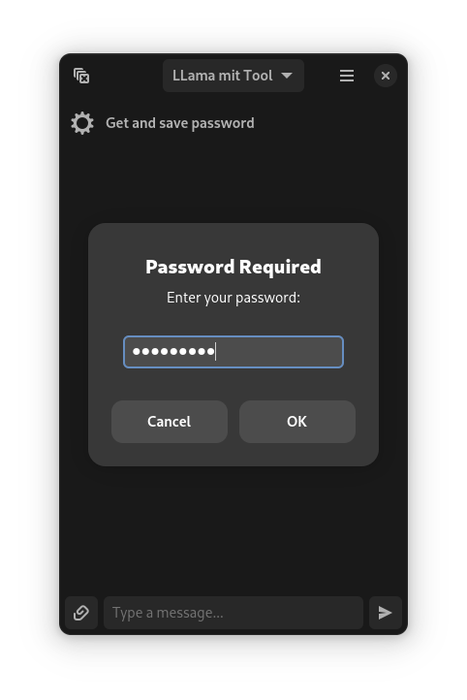 LLama mit Tool
Get and save password
Password Required
Enter your password:
●●●●●●●●●
Cancel
OK
Type a message...